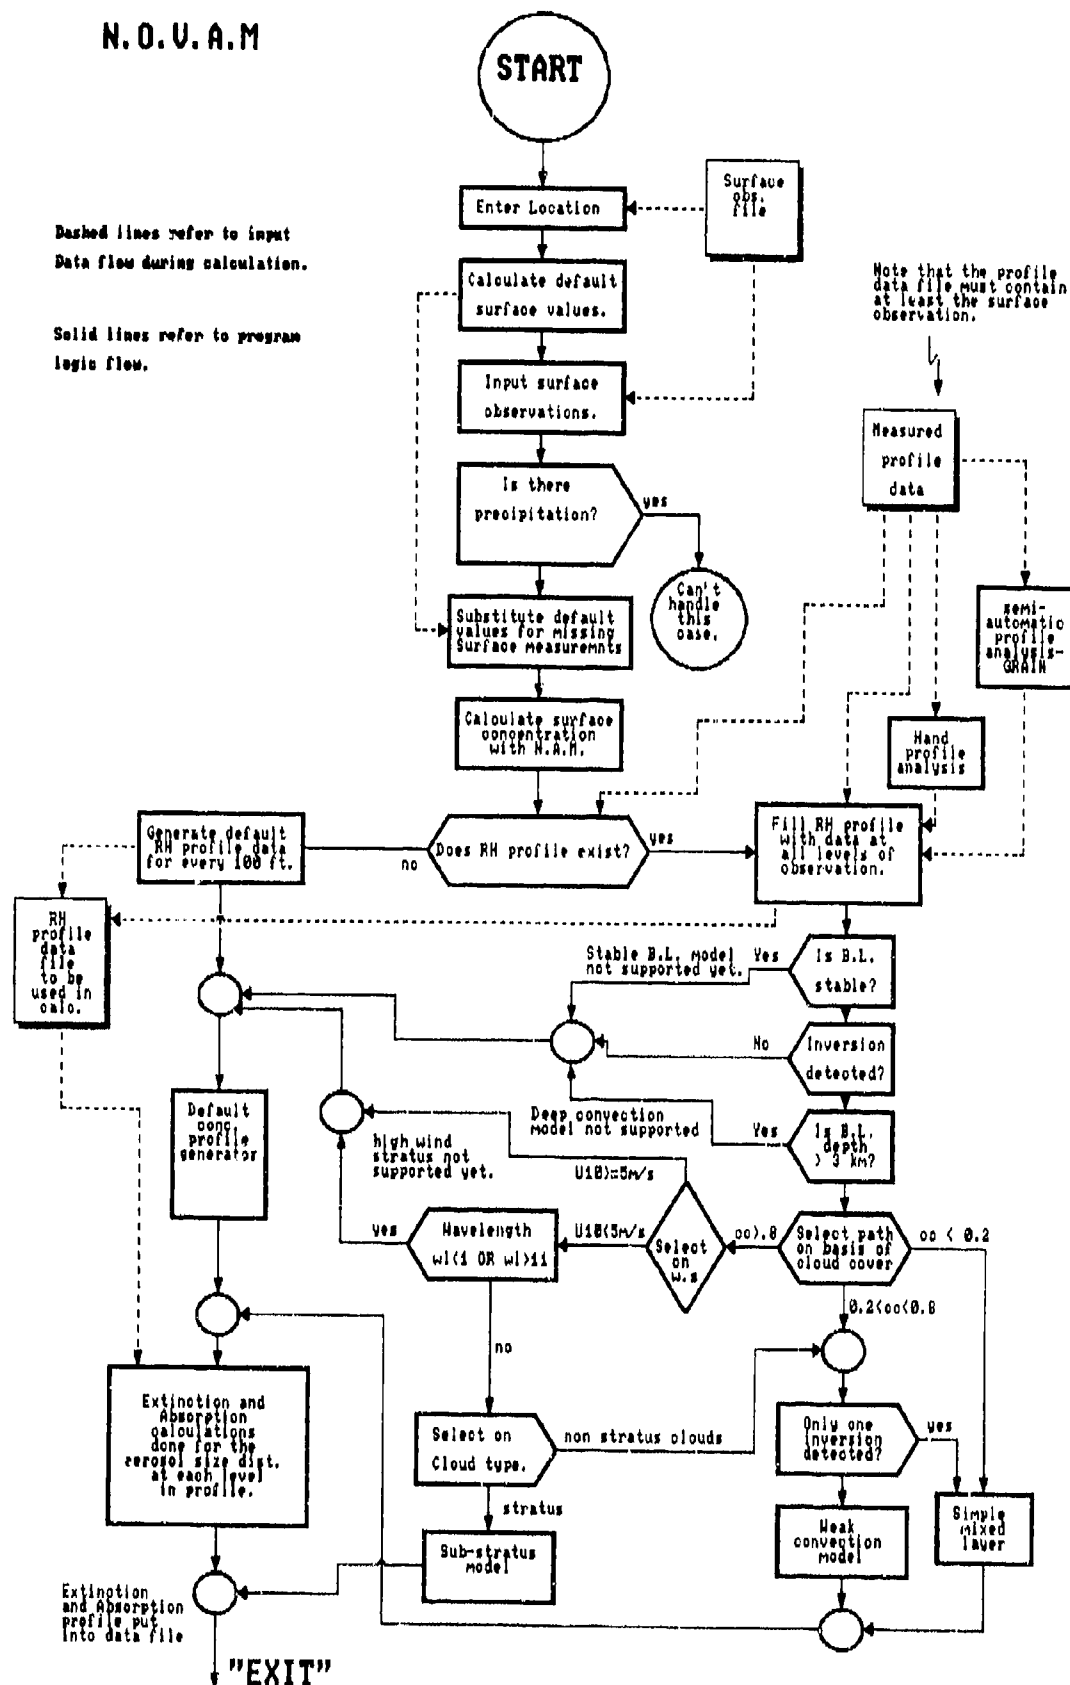 N.O.V.A.M
START
Enter Location
Surface
obs.
file
Dashed lines refer to input
Data flow during calculation.
Solid lines refer to program
logic flow.
Calculate default
surface values.
Note that the profile
data file must contain
at least the surface
observation.
Input surface
observations.
Measured
profile
data
Is there
precipitation?
yes
Can't
handle
this
case.
semi-
automatic
profile
analysis-
GRAIN
Substitute default
values for missing
Surface measuremnts
Calculate surface
concentration
with N.A.M.
Hand
profile
analysis
Generate default
RH profile data
for every 100 ft.
no
Does RH profile exist?
yes
Fill RH profile
with data at
all levels of
observation.
RH
profile
data
file
to be
used in
calc.
Stable B.L. model
not supported yet.
Yes
Is B.L.
stable?
No
Inversion
detected?
Default
conc.
profile
generator
Deep convection
model not supported
Yes
Is B.L.
depth
> 3 km?
high wind
stratus not
supported yet.
U10>=5m/s
yes
Wavelength
wl<1 OR wl>11
U10<5m/s
Select
on
w.s
cc>.8
Select path
on basis of
cloud cover
cc < 0.2
0.2<cc<0.8
no
Extinction and
Absorption
calculations
done for the
aerosol size dist.
at each level
in profile.
Select on
Cloud type.
non stratus clouds
Only one
inversion
detected?
yes
stratus
Sub-stratus
model
Weak
convection
model
Simple
mixed
layer
Extinction
and Absorption
profile put
into data file
"EXIT"